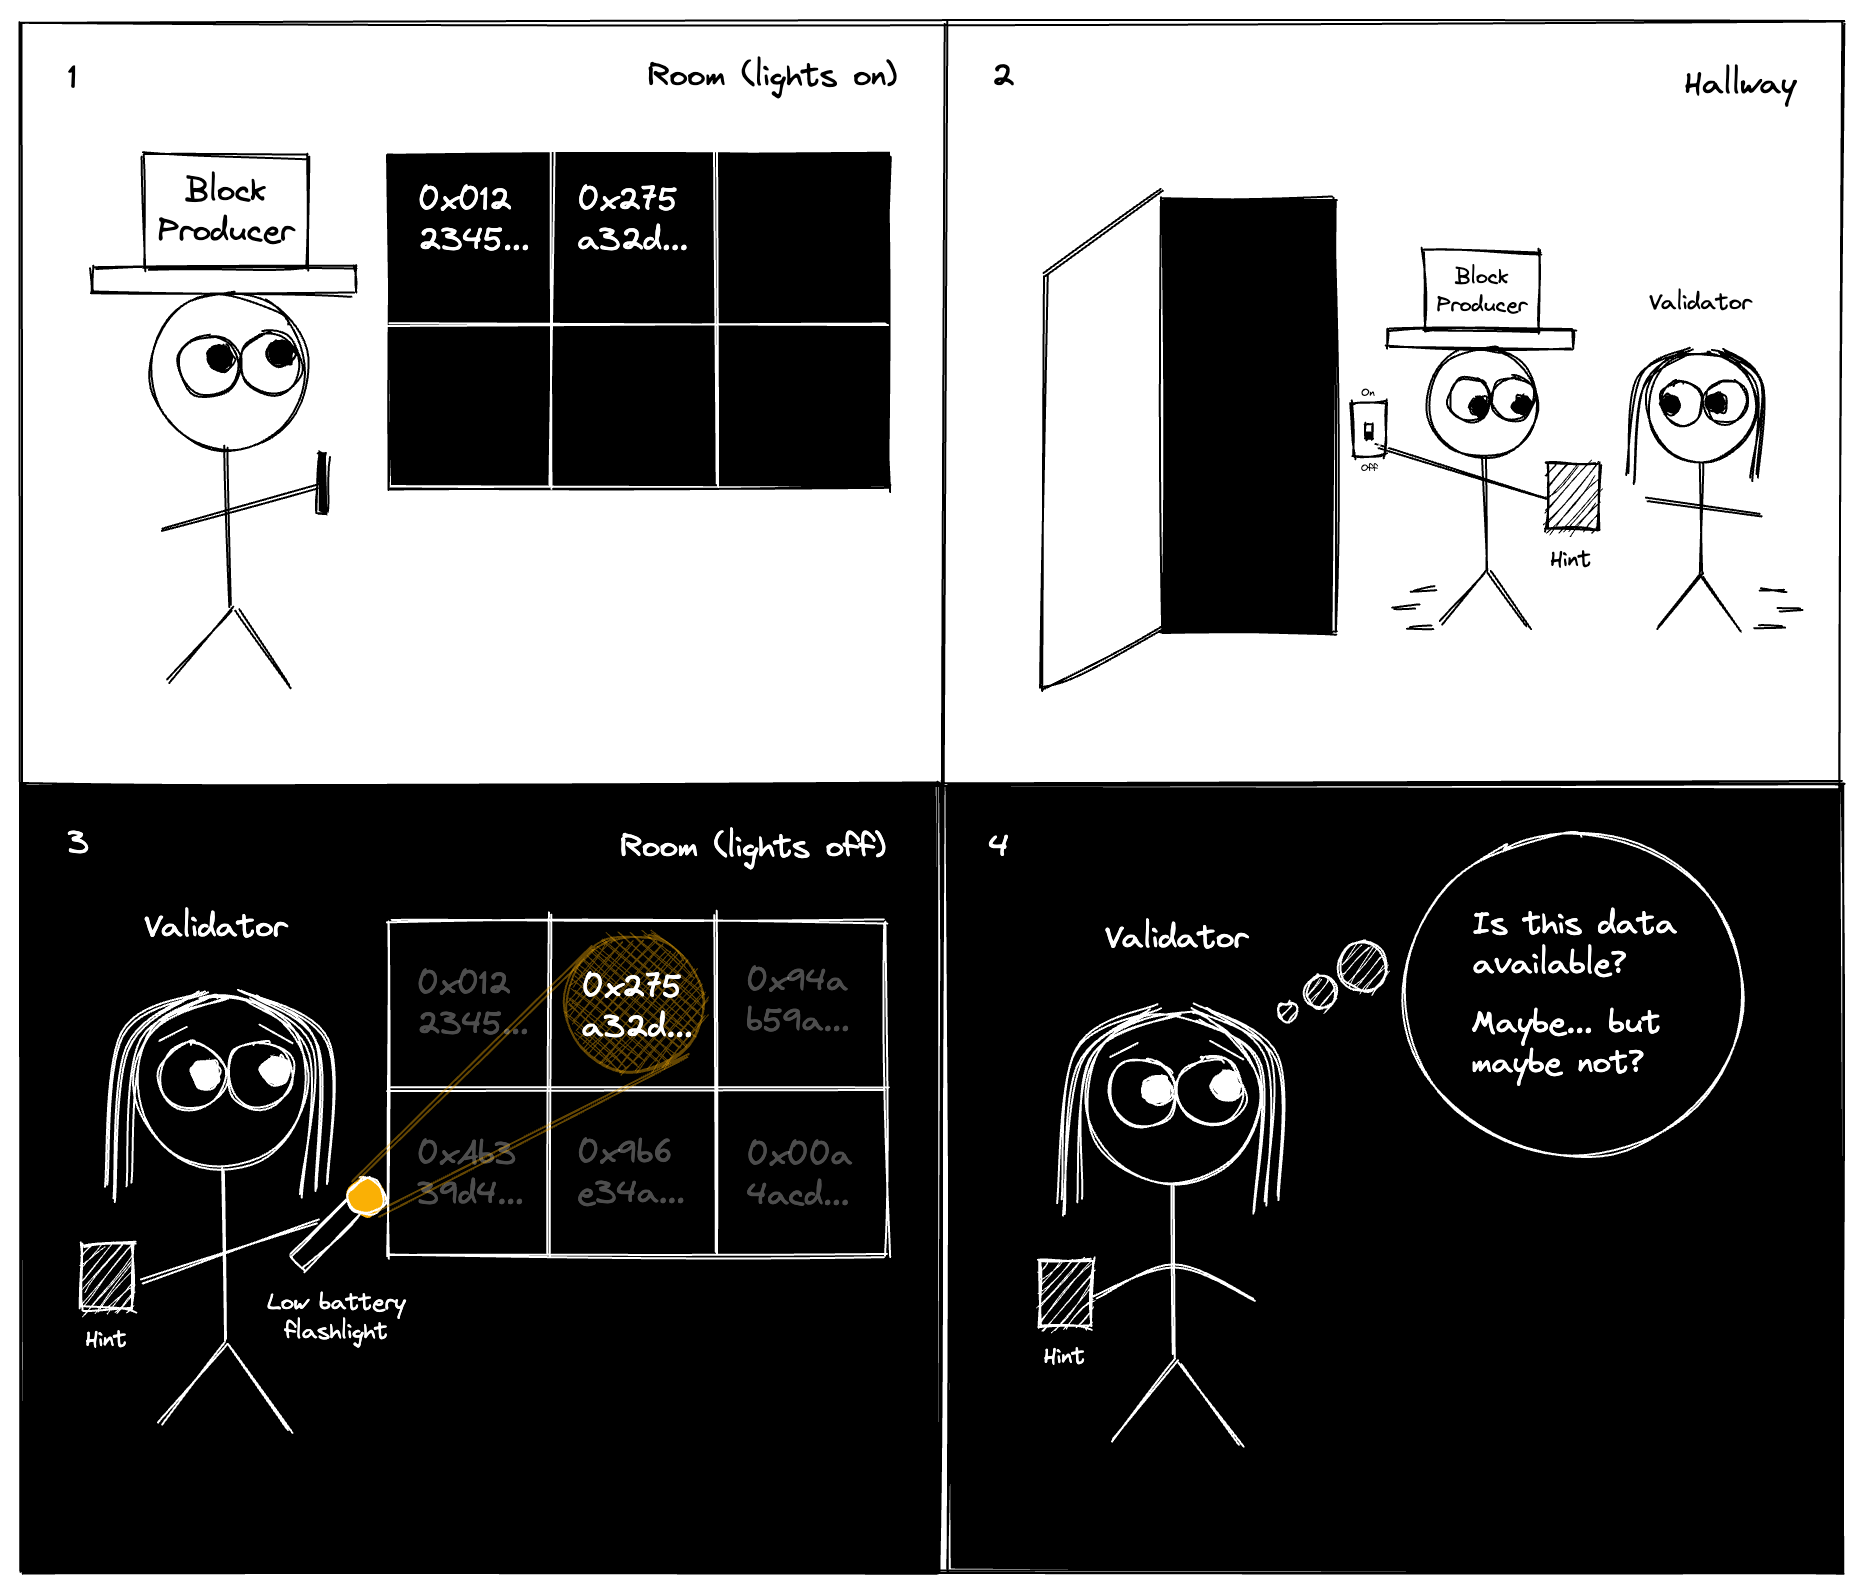 1
Room (lights on)
Block
Producer
0x012
2345...
0x275
a32d...
2
Hallway
Block
Producer
Validator
On
Off
Hint
3
Room (lights off)
Validator
0x012
2345...
0x275
a32d...
0x94a
b59a...
0xAb3
39d4...
0x9b6
e34a...
0x00a
4acd...
Hint
Low battery
flashlight
4
Validator
Is this data
available?
Maybe... but
maybe not?
Hint